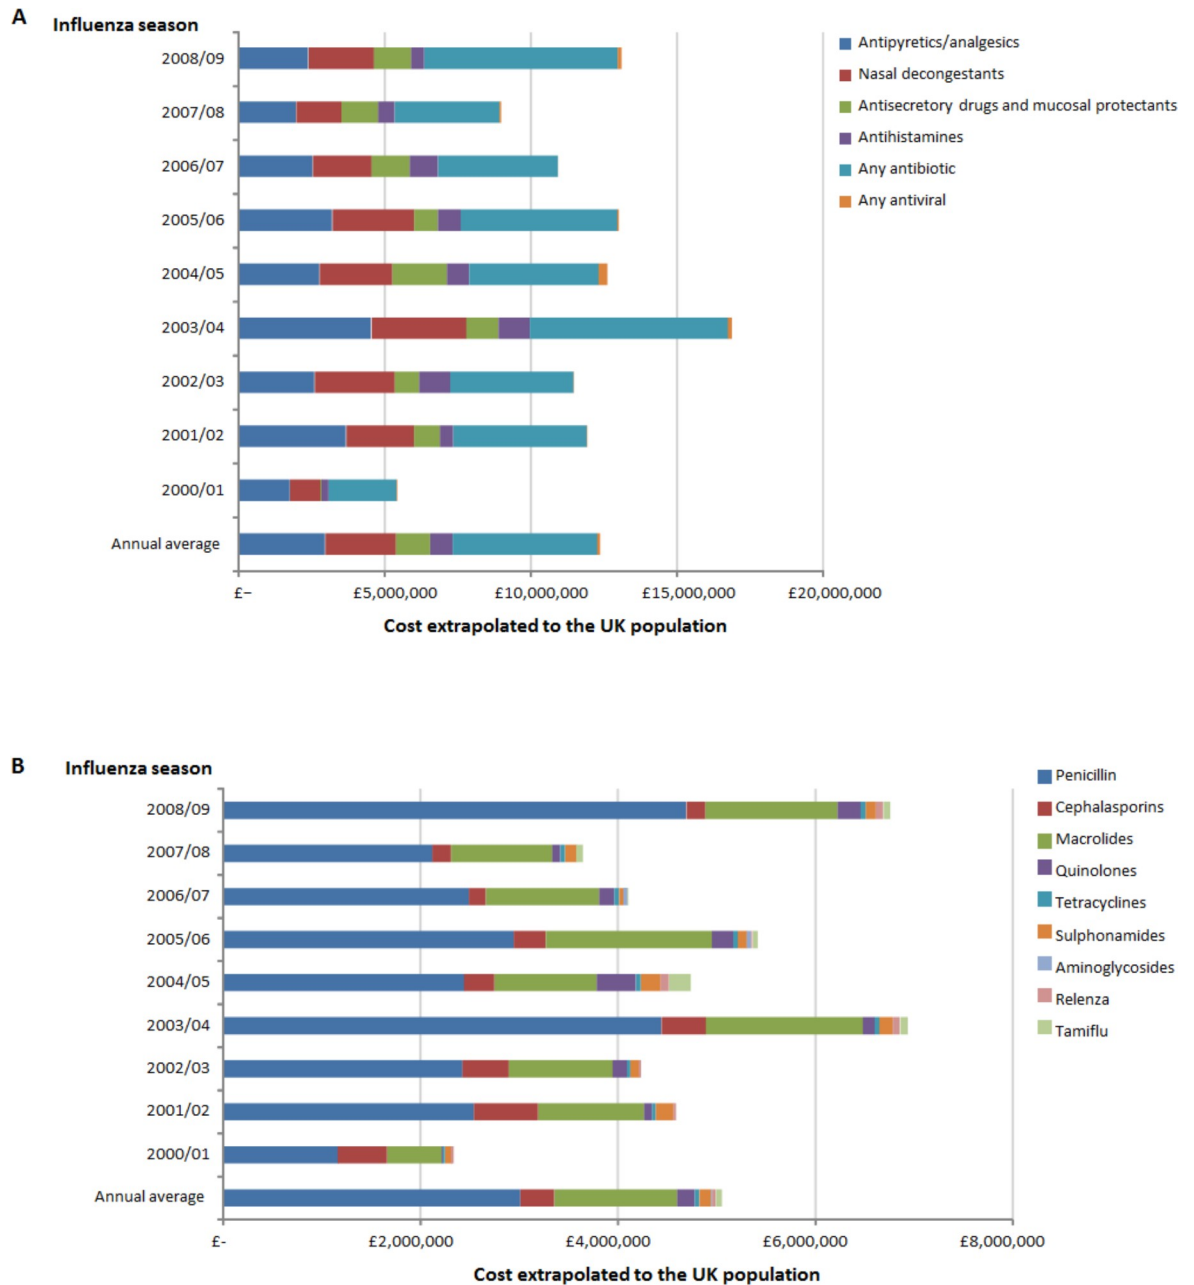 A
Influenza season
2008/09
2007/08
2006/07
2005/06
2004/05
2003/04
2002/03
2001/02
2000/01
Annual average
£–
£5,000,000
£10,000,000
£15,000,000
£20,000,000
Cost extrapolated to the UK population
Antipyretics/analgesics
Nasal decongestants
Antisecretory drugs and mucosal protectants
Antihistamines
Any antibiotic
Any antiviral
B
Influenza season
2008/09
2007/08
2006/07
2005/06
2004/05
2003/04
2002/03
2001/02
2000/01
Annual average
£-
£2,000,000
£4,000,000
£6,000,000
£8,000,000
Cost extrapolated to the UK population
Penicillin
Cephalasporins
Macrolides
Quinolones
Tetracyclines
Sulphonamides
Aminoglycosides
Relenza
Tamiflu